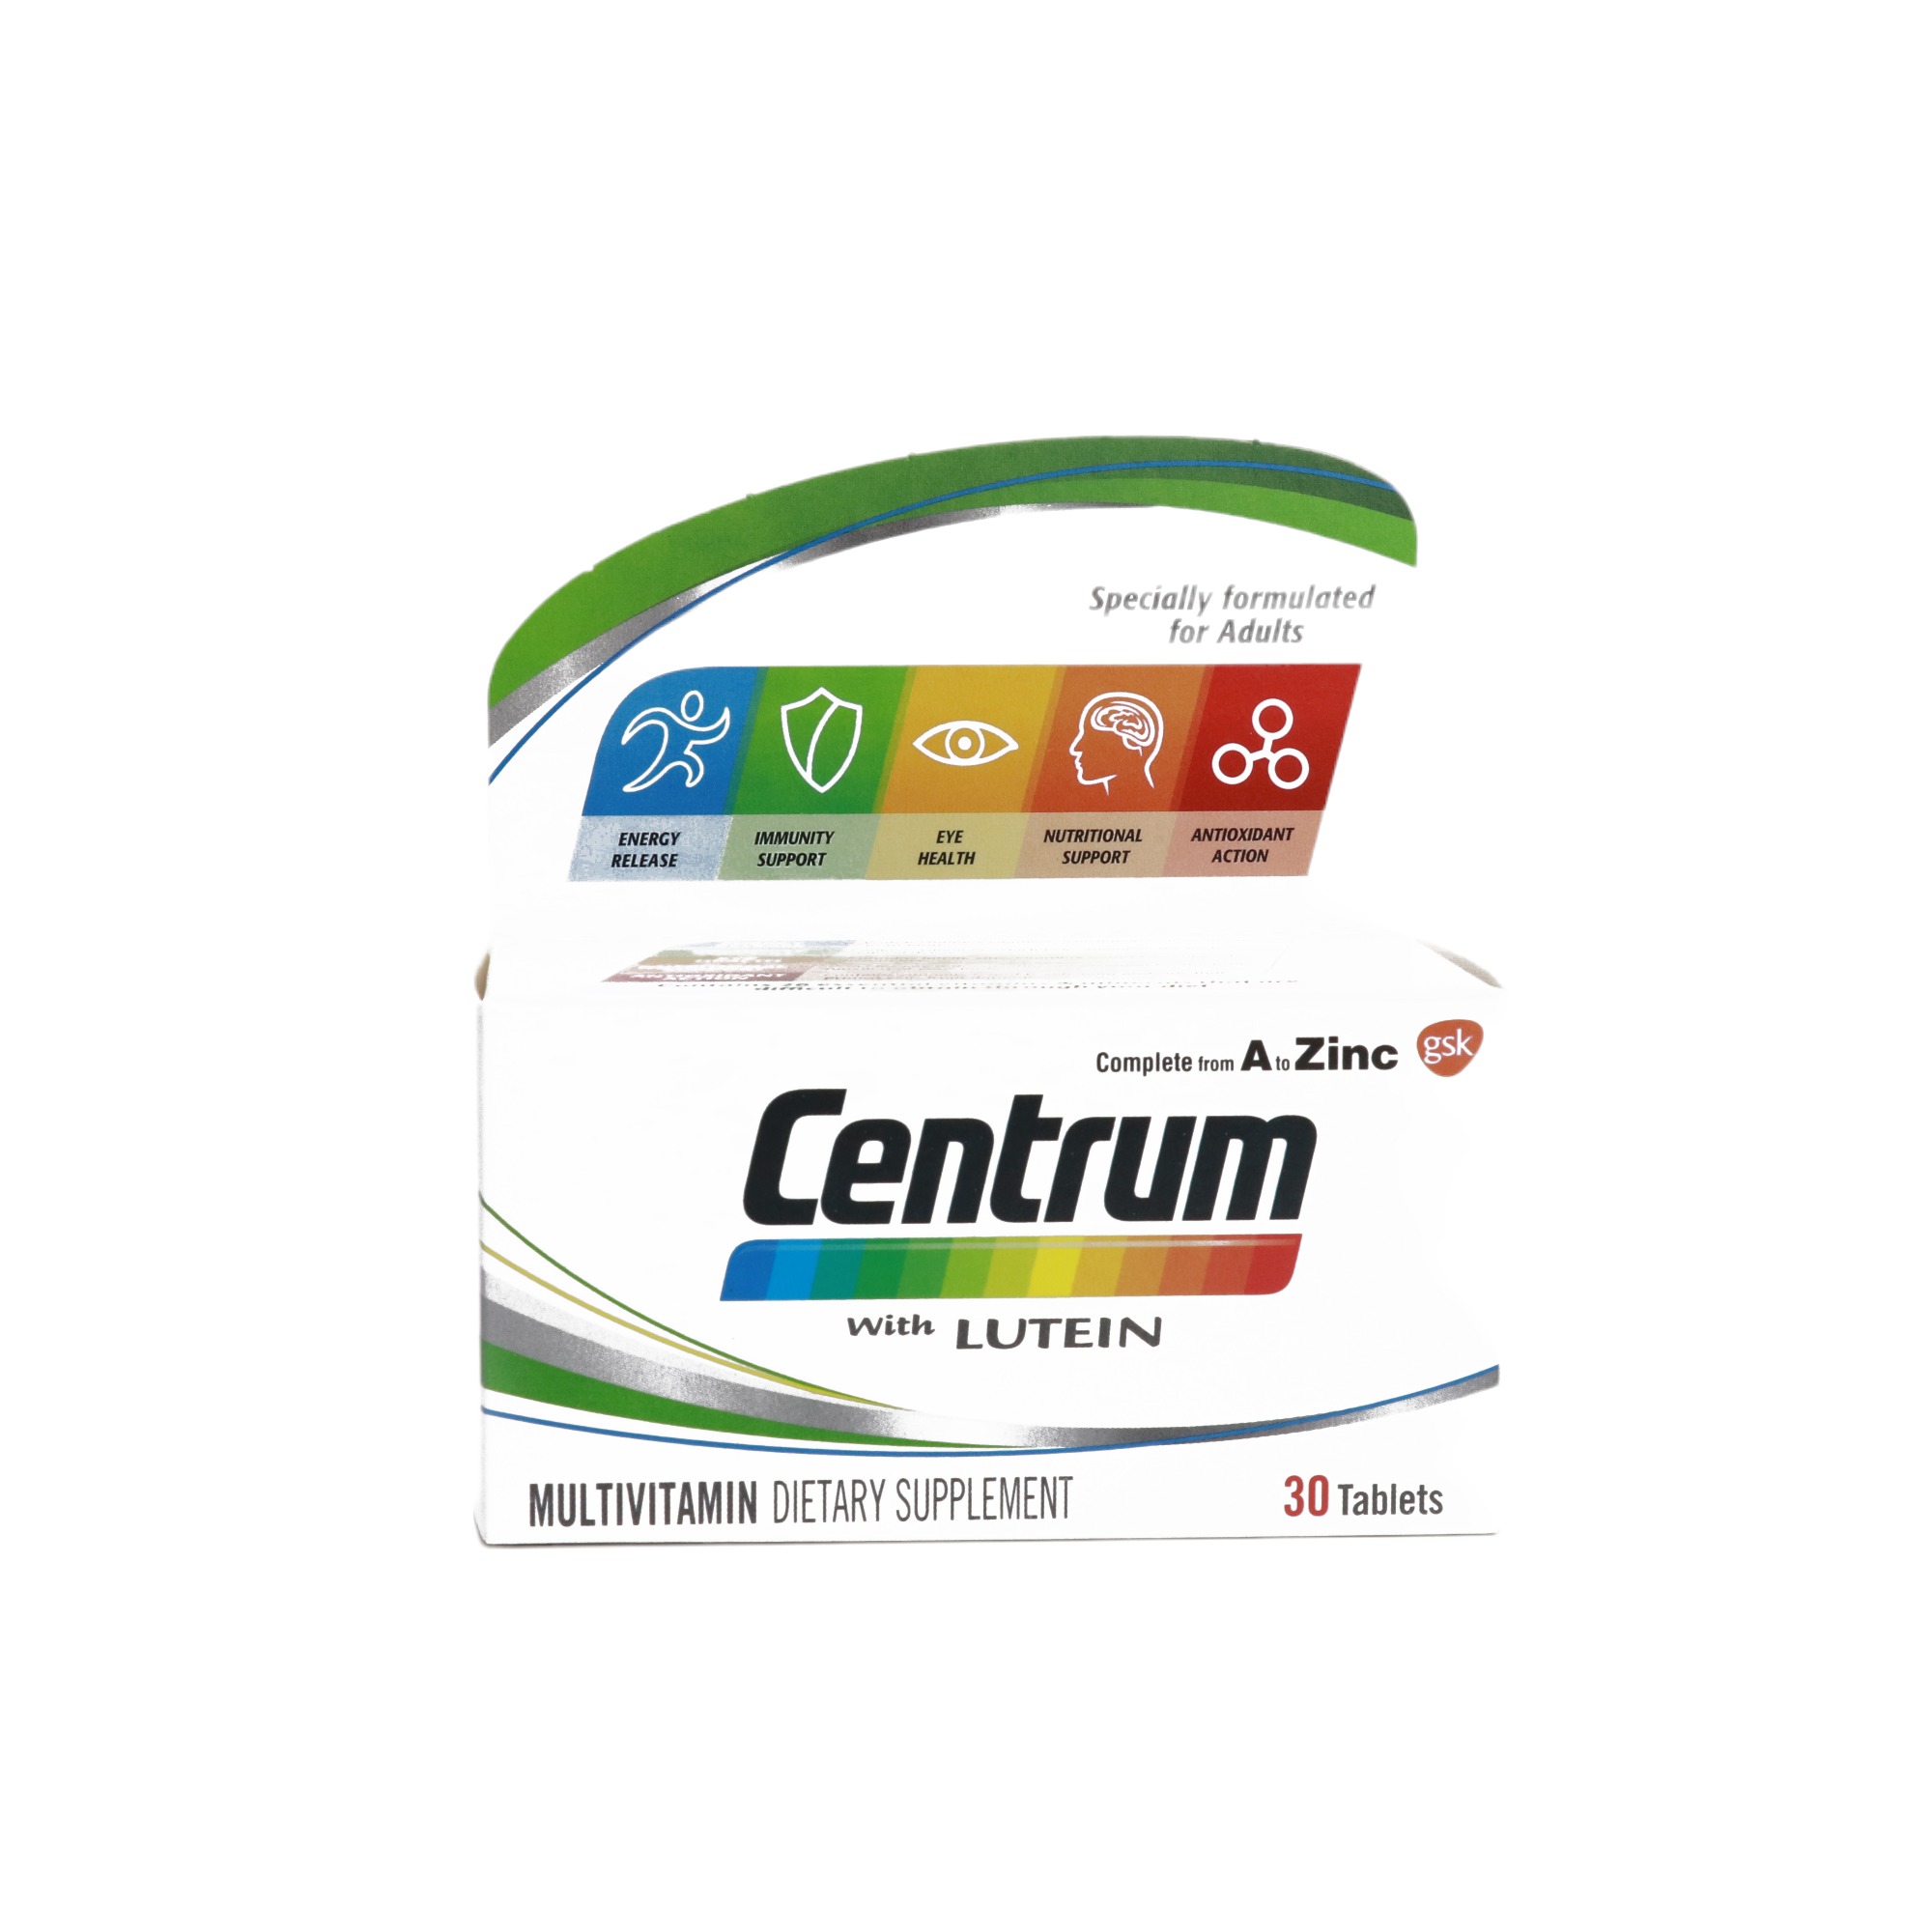 Specially formulated
for Adults
ENERGY
RELEASE
IMMUNITY
SUPPORT
EYE
HEALTH
NUTRITIONAL
SUPPORT
ANTIOXIDANT
ACTION
Complete from A to Zinc
gsk
Centrum
with LUTEIN
MULTIVITAMIN DIETARY SUPPLEMENT
30 Tablets